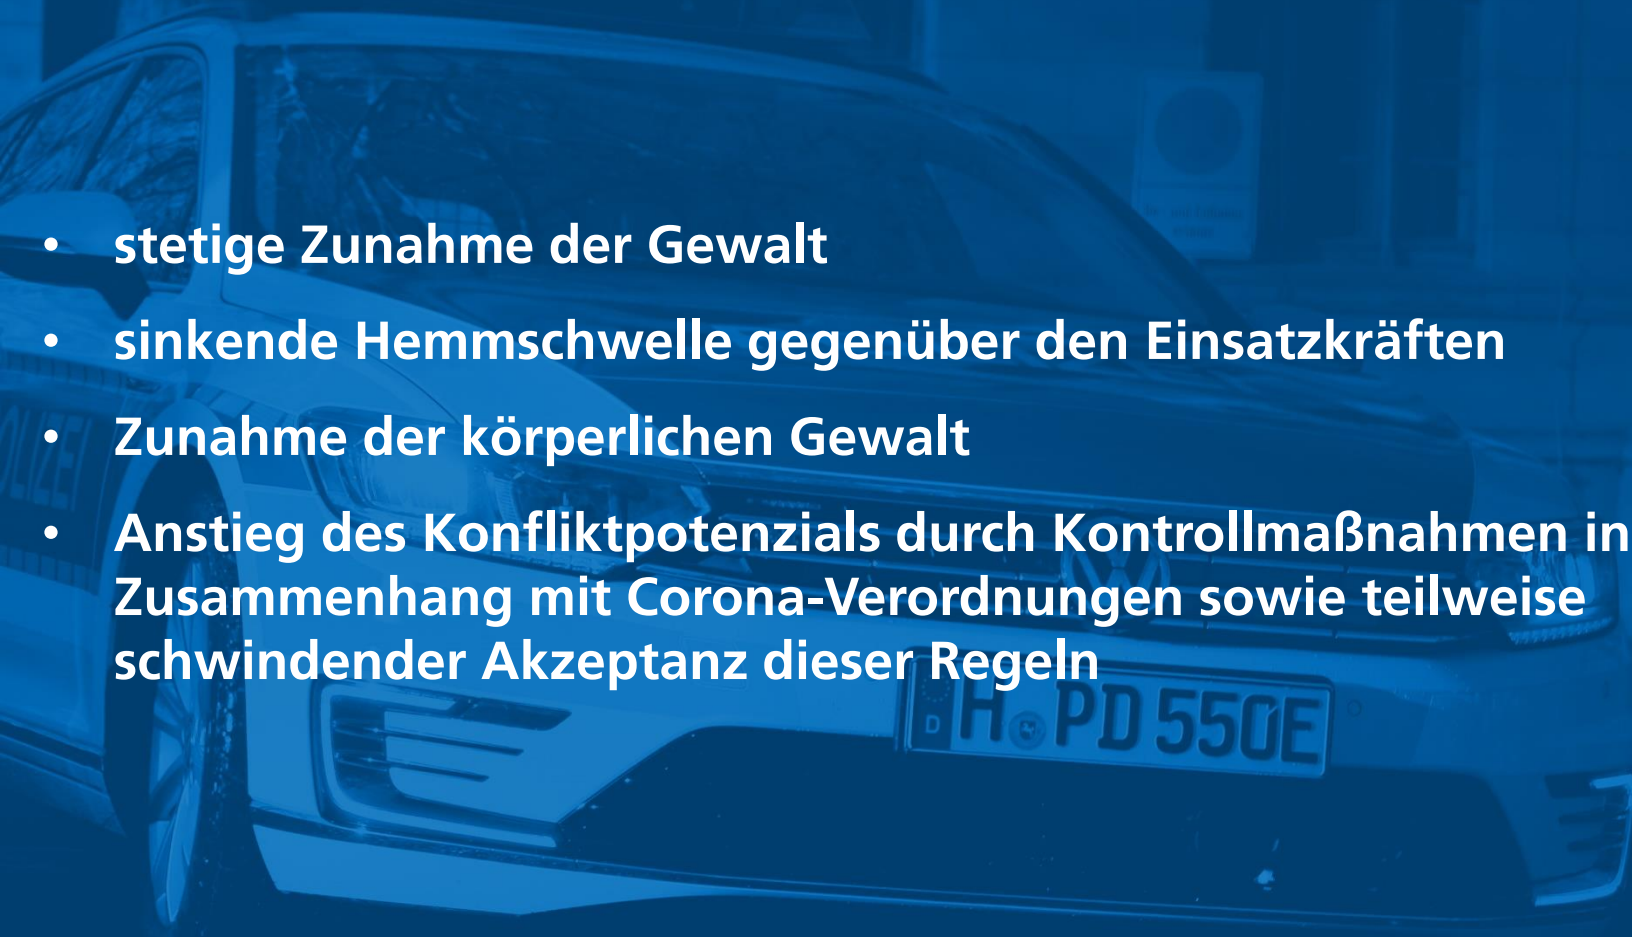 • stetige Zunahme der Gewalt
• sinkende Hemmschwelle gegenüber den Einsatzkräften
• Zunahme der körperlichen Gewalt
• Anstieg des Konfliktpotenzials durch Kontrollmaßnahmen in
Zusammenhang mit Corona-Verordnungen sowie teilweise
schwindender Akzeptanz dieser Regeln
OLIZEI
D H PD 550E